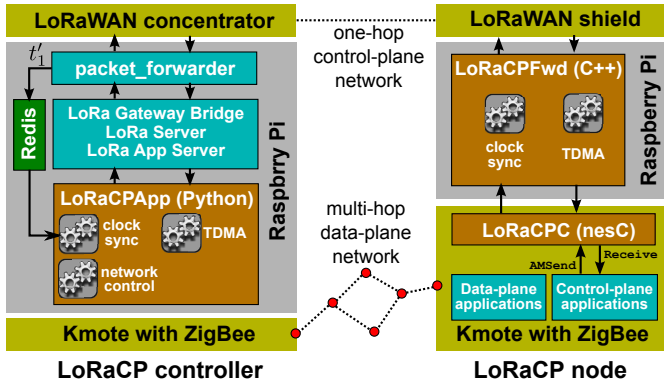 LoRaWAN concentrator
t′1
packet_forwarder
Redis
LoRa Gateway Bridge
LoRa Server
LoRa App Server
LoRaCPApp (Python)
clock
sync
TDMA
network
control
Raspbrry Pi
Kmote with ZigBee
LoRaCP controller
one-hop
control-plane
network
multi-hop
data-plane
network
LoRaWAN shield
LoRaCPFwd (C++)
clock
sync
TDMA
Raspberry Pi
LoRaCPC (nesC)
AMSend
Receive
Data-plane
applications
Control-plane
applications
Kmote with ZigBee
LoRaCP node